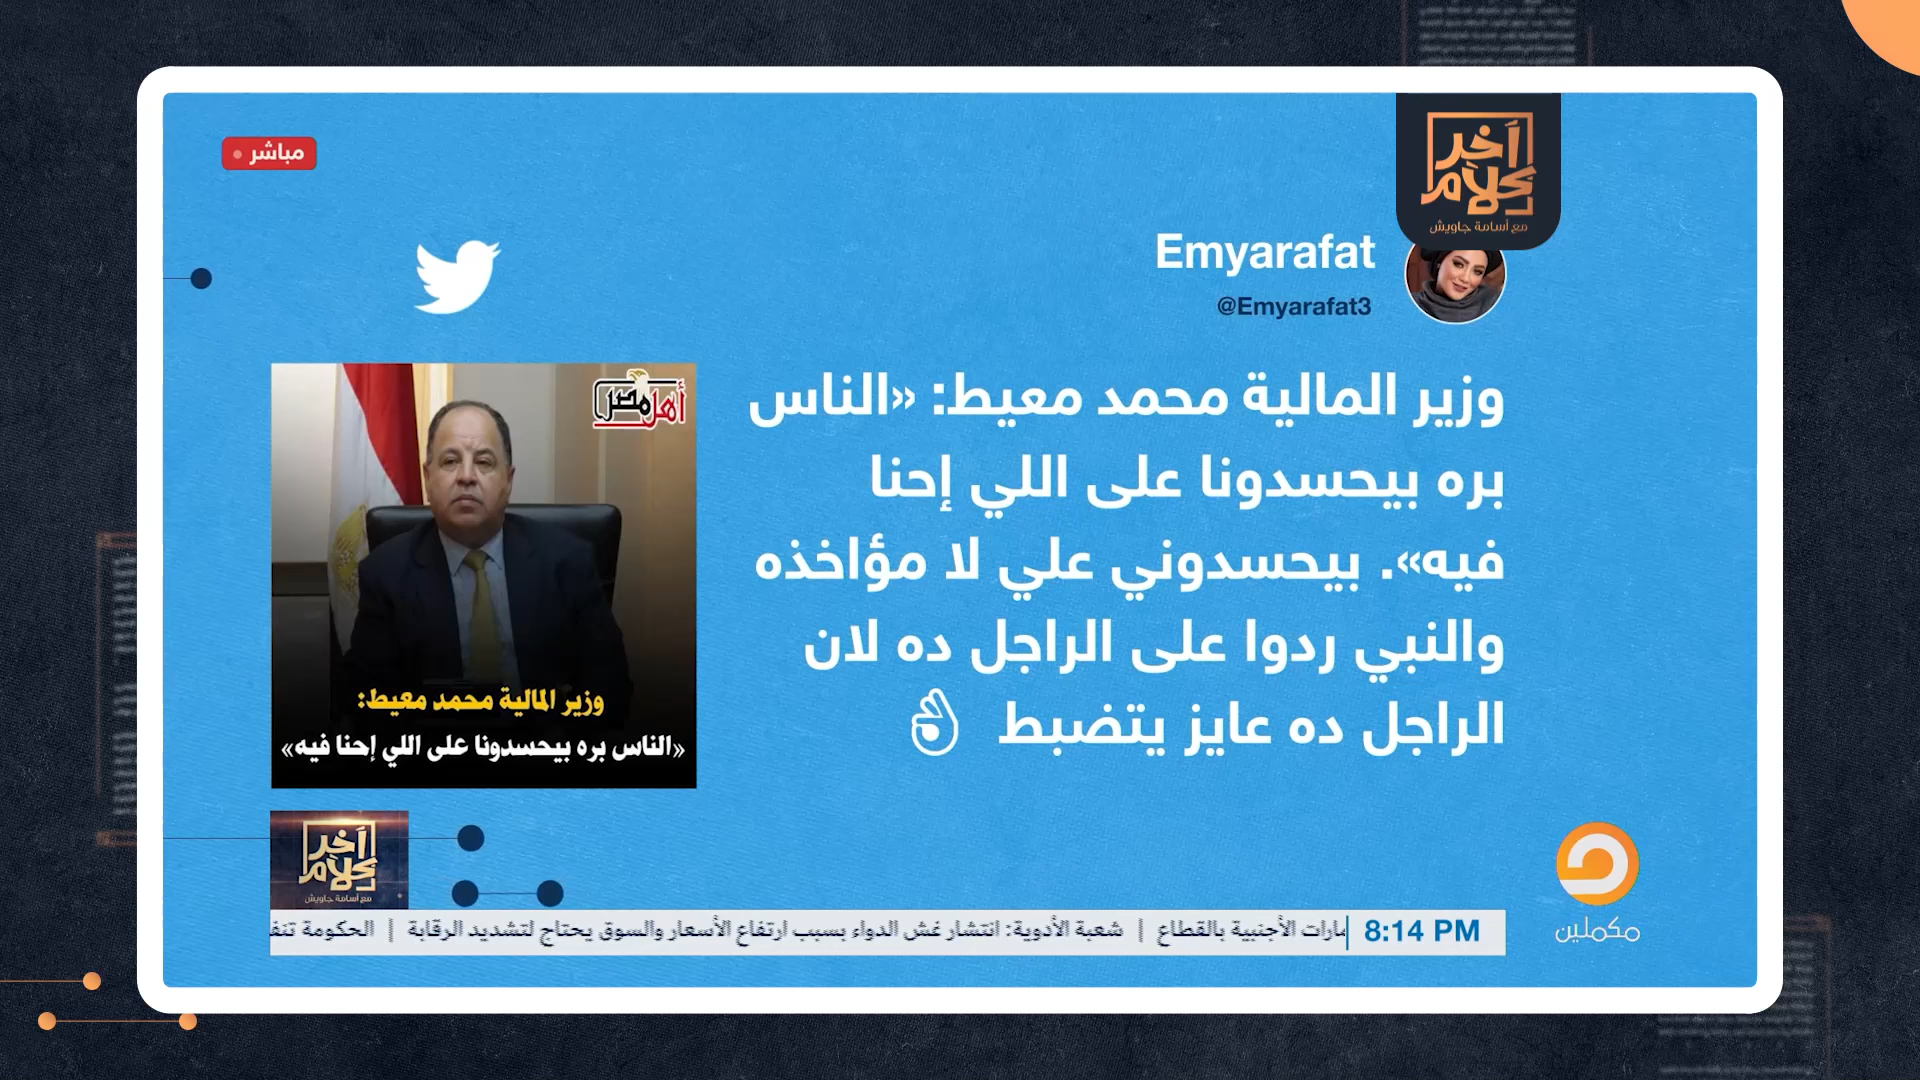 مباشر
أخر
كلام
مع أسامة جاويش
Emyarafat
@Emyarafat3
وزير المالية محمد معيط: «الناس
بره بيحسدونا على اللي إحنا
فيه». بيحسدوني علي لا مؤاخذه
والنبي ردوا على الراجل ده لان
الراجل ده عايز يتضبط 👌
أهل مصر
وزير المالية محمد معيط:
«الناس بره بيحسدونا على اللي إحنا فيه»
أخر
كلام
مع أسامة جاويش
مكملين
8:14 PM
الأجنبية بالقطاع | شعبة الأدوية: انتشار غش الدواء بسبب ارتفاع الأسعار والسوق يحتاج لتشديد الرقابة | الحكومة